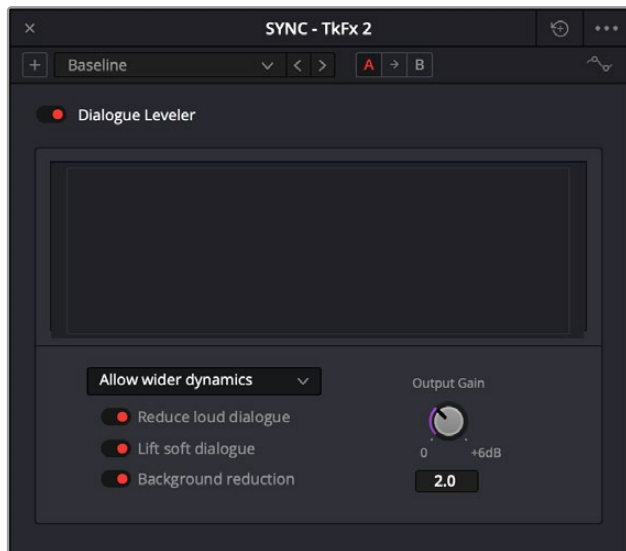 SYNC - TkFx 2
Baseline
A B
Dialogue Leveler
Allow wider dynamics
Output Gain
Reduce loud dialogue
Lift soft dialogue
0 +6dB
Background reduction
2.0